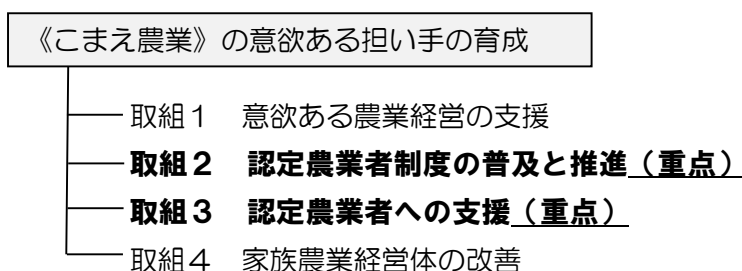 《こまえ農業》の意欲ある担い手の育成
取組１　意欲ある農業経営の支援
取組２　認定農業者制度の普及と推進（重点）
取組３　認定農業者への支援（重点）
取組４　家族農業経営体の改善